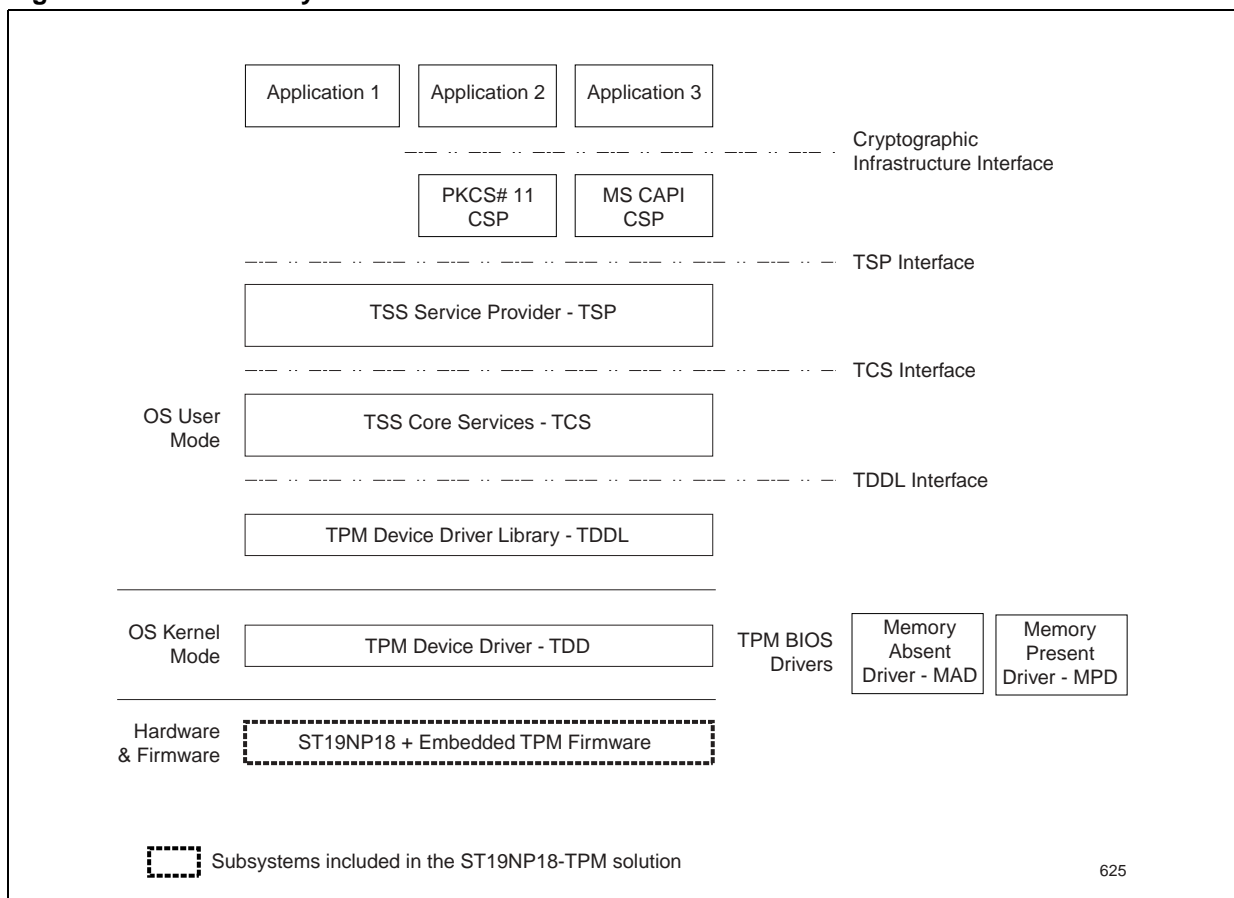 Application 1
Application 2
Application 3
Cryptographic
Infrastructure Interface
PKCS# 11
CSP
MS CAPI
CSP
TSP Interface
TSS Service Provider - TSP
TCS Interface
OS User
Mode
TSS Core Services - TCS
TDDL Interface
TPM Device Driver Library - TDDL
OS Kernel
Mode
TPM Device Driver - TDD
TPM BIOS
Drivers
Memory
Absent
Driver - MAD
Memory
Present
Driver - MPD
Hardware
& Firmware
ST19NP18 + Embedded TPM Firmware
Subsystems included in the ST19NP18-TPM solution
625